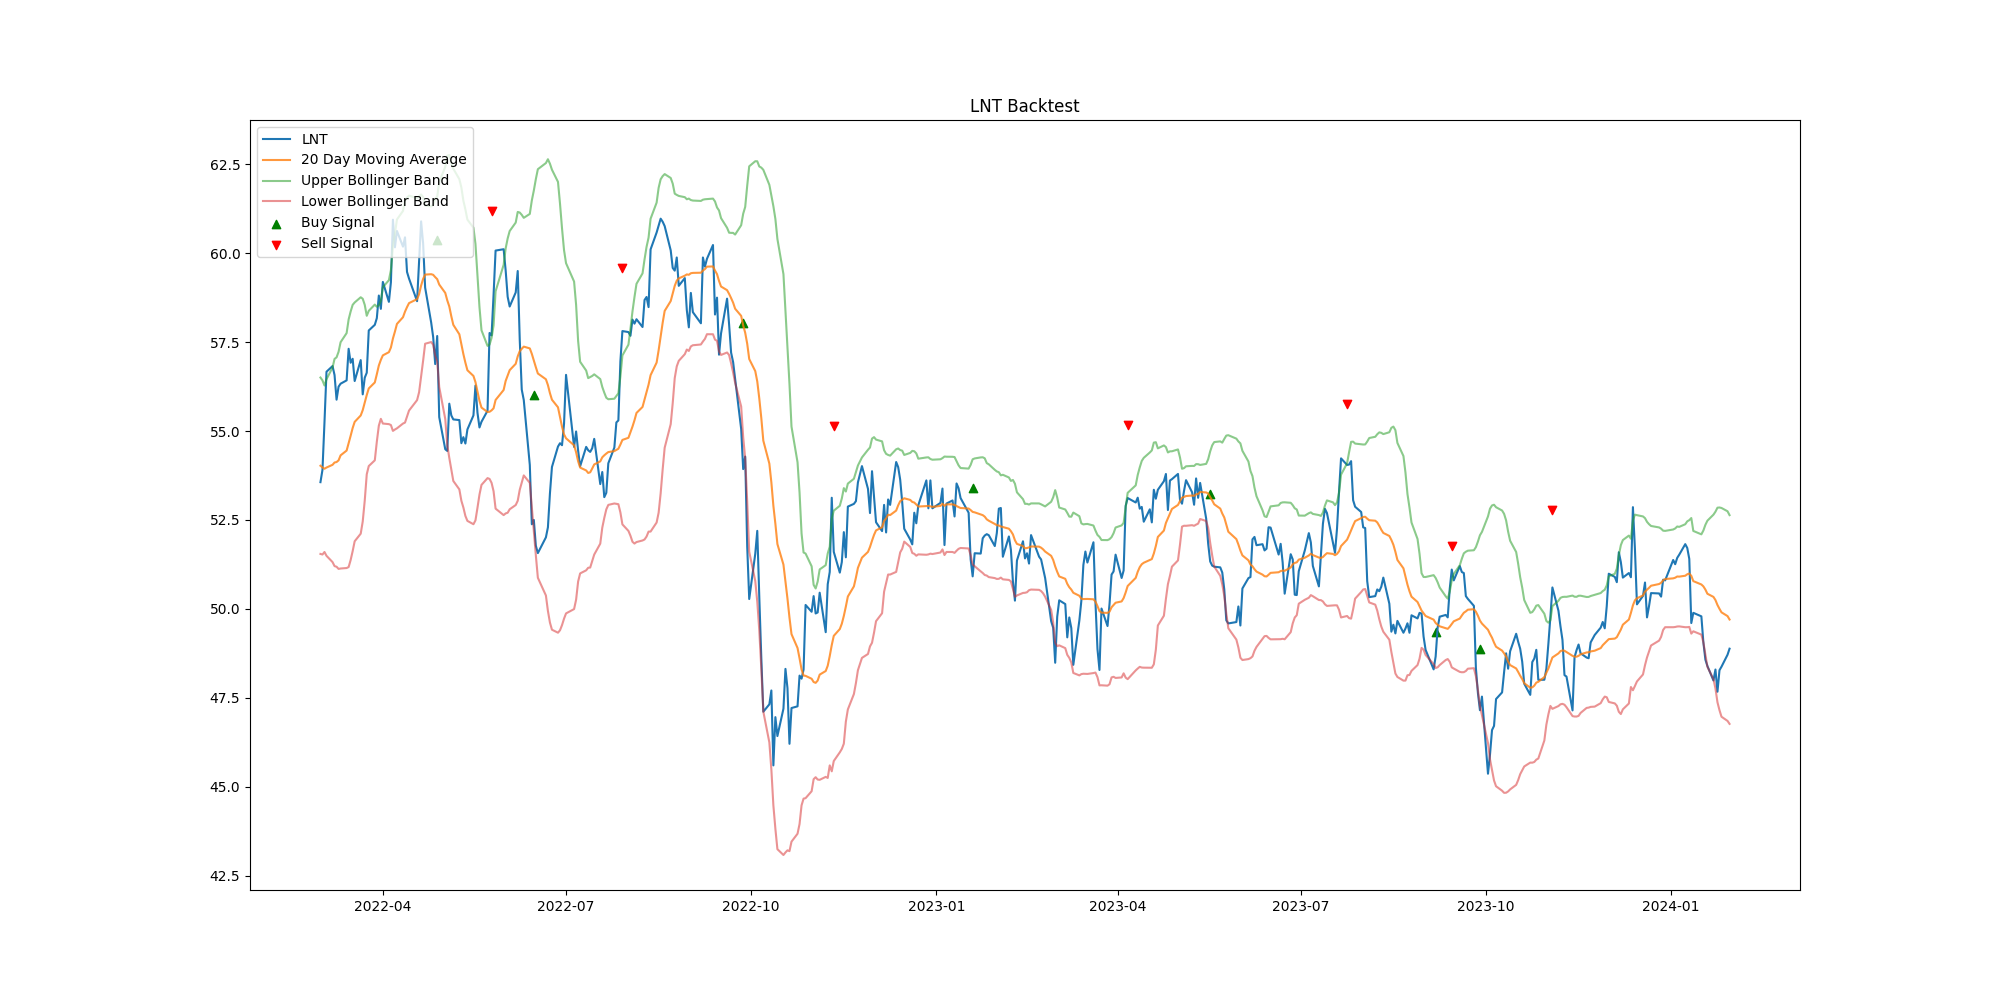 LNT Backtest
LNT
20 Day Moving Average
Upper Bollinger Band
Lower Bollinger Band
Buy Signal
Sell Signal
62.5
60.0
57.5
55.0
52.5
50.0
47.5
45.0
42.5
2022-04 2022-07 2022-10 2023-01 2023-04 2023-07 2023-10 2024-01